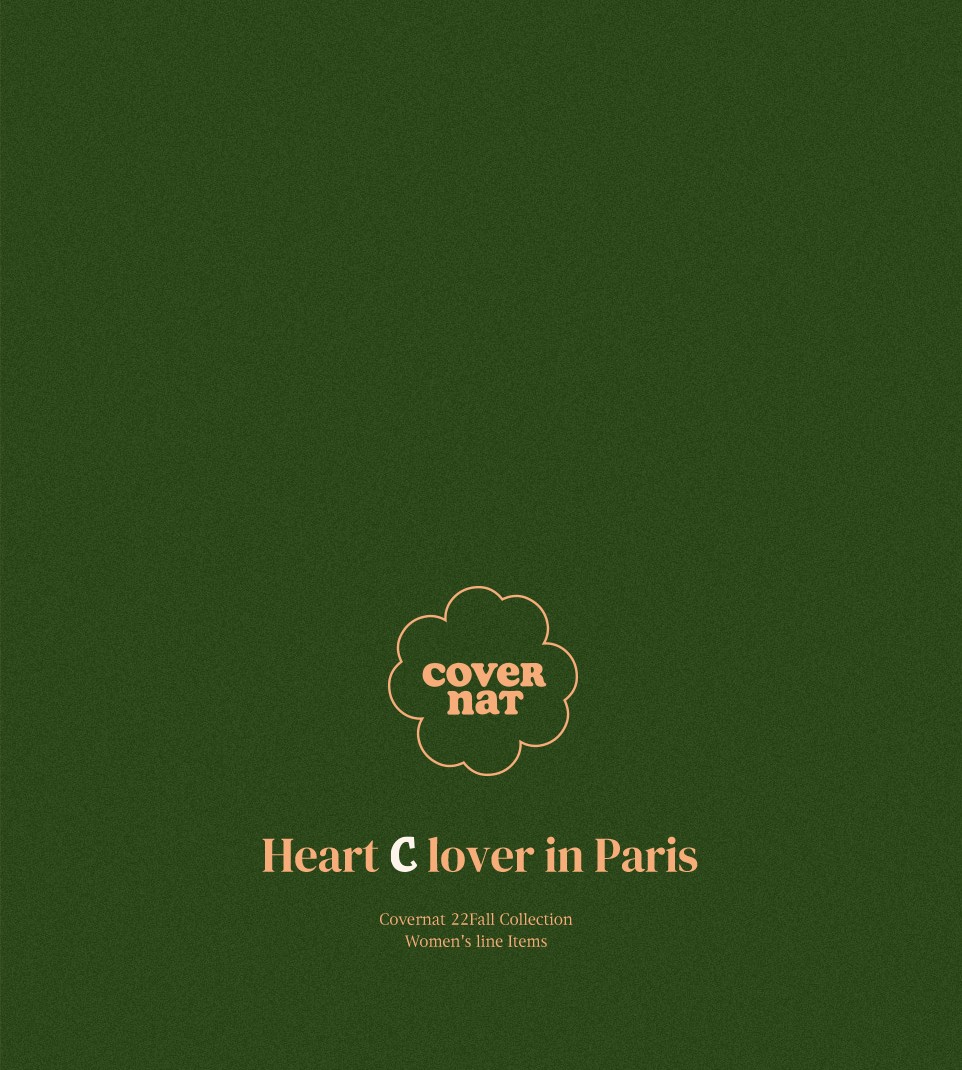 cover
nat
Heart C lover in Paris
Covernat 22Fall Collection
Women's line Items